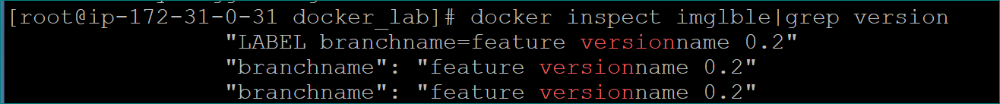 [root@ip-172-31-0-31 docker_lab]# docker inspect imglble|grep version
"LABEL branchname=feature versionname 0.2"
"branchname": "feature versionname 0.2"
"branchname": "feature versionname 0.2"